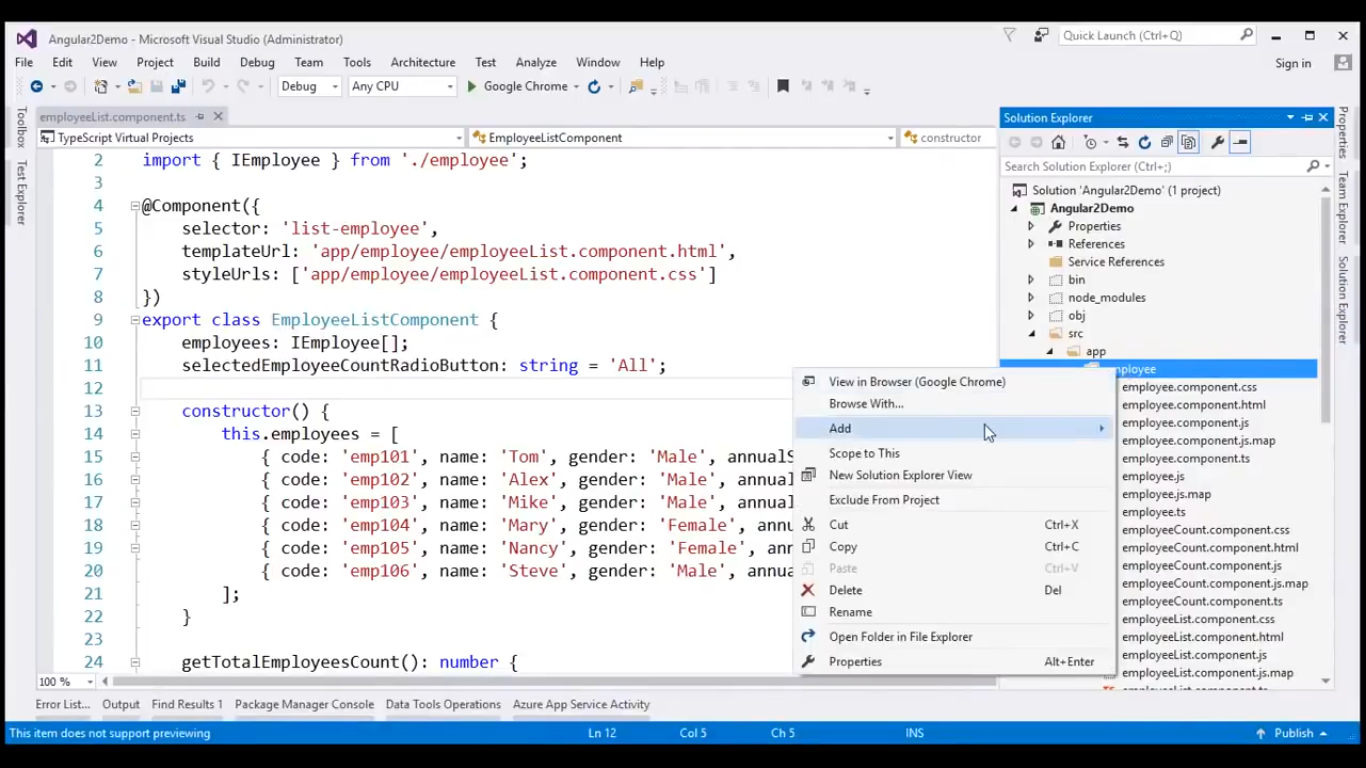 Angular2Demo - Microsoft Visual Studio (Administrator)
Quick Launch (Ctrl+Q)
File Edit View Project Build Debug Team Tools Architecture Test Analyze Window Help
Sign in
Debug Any CPU Google Chrome
Toolbox
Test Explorer
employeeList.component.ts
TypeScript Virtual Projects EmployeeListComponent constructor
2 import { IEmployee } from './employee';
3
4 @Component({
5 selector: 'list-employee',
6 templateUrl: 'app/employee/employeeList.component.html',
7 styleUrls: ['app/employee/employeeList.component.css']
8 })
9 export class EmployeeListComponent {
10 employees: IEmployee[];
11 selectedEmployeeCountRadioButton: string = 'All';
12
13 constructor() {
14 this.employees = [
15 { code: 'emp101', name: 'Tom', gender: 'Male', annualS
16 { code: 'emp102', name: 'Alex', gender: 'Male', annual
17 { code: 'emp103', name: 'Mike', gender: 'Male', annual
18 { code: 'emp104', name: 'Mary', gender: 'Female', annu
19 { code: 'emp105', name: 'Nancy', gender: 'Female', ann
20 { code: 'emp106', name: 'Steve', gender: 'Male', annua
21 ];
22 }
23
24 getTotalEmployeesCount(): number {
100 %
View in Browser (Google Chrome)
Browse With...
Add
Scope to This
New Solution Explorer View
Exclude From Project
Cut Ctrl+X
Copy Ctrl+C
Paste Ctrl+V
Delete Del
Rename
Open Folder in File Explorer
Properties Alt+Enter
Solution Explorer
Search Solution Explorer (Ctrl+;)
Solution 'Angular2Demo' (1 project)
Angular2Demo
Properties
References
Service References
bin
node_modules
obj
src
app
employee
employee.component.css
employee.component.html
employee.component.js
employee.component.js.map
employee.component.ts
employee.js
employee.js.map
employee.ts
employeeCount.component.css
employeeCount.component.html
employeeCount.component.js
employeeCount.component.js.map
employeeCount.component.ts
employeeList.component.css
employeeList.component.html
employeeList.component.js
employeeList.component.js.map
employeeList.component.ts
Properties
Team Explorer
Solution Explorer
Error List... Output Find Results 1 Package Manager Console Data Tools Operations Azure App Service Activity
This item does not support previewing Ln 12 Col 5 Ch 5 INS Publish